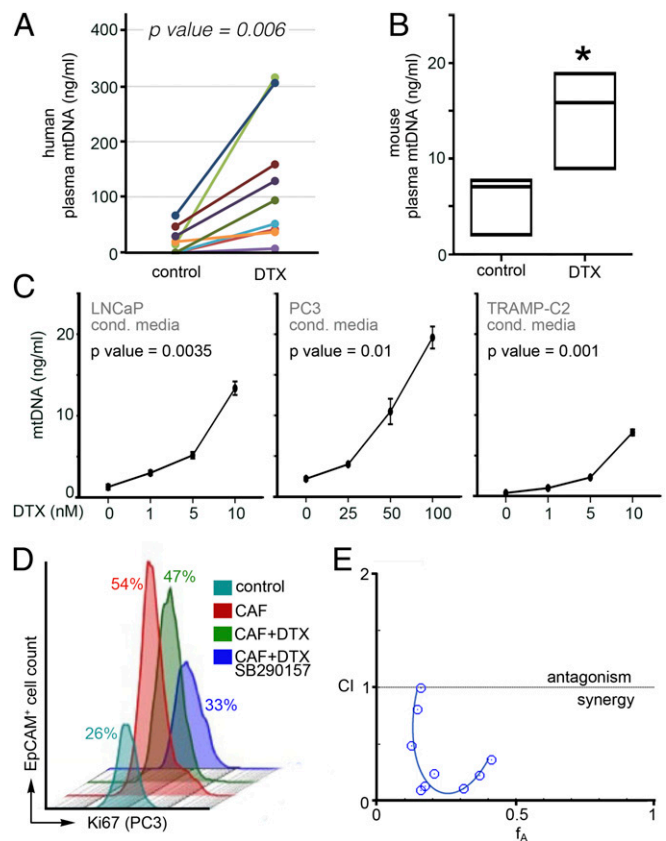 A
p value = 0.006
human
plasma mtDNA (ng/ml)
400
300
200
100
0
control
DTX
B
mouse
plasma mtDNA (ng/ml)
20
10
0
*
control
DTX
C
mtDNA (ng/ml)
20
10
0
LNCaP
cond. media
p value = 0.0035
PC3
cond. media
p value = 0.01
TRAMP-C2
cond. media
p value = 0.001
DTX (nM)
0 1 5 10
0 25 50 100
0 1 5 10
D
EpCAM+ cell count
54%
47%
26%
33%
control
CAF
CAF+DTX
CAF+DTX
SB290157
Ki67 (PC3)
E
2
CI 1
0
antagonism
synergy
0.5
1
fA